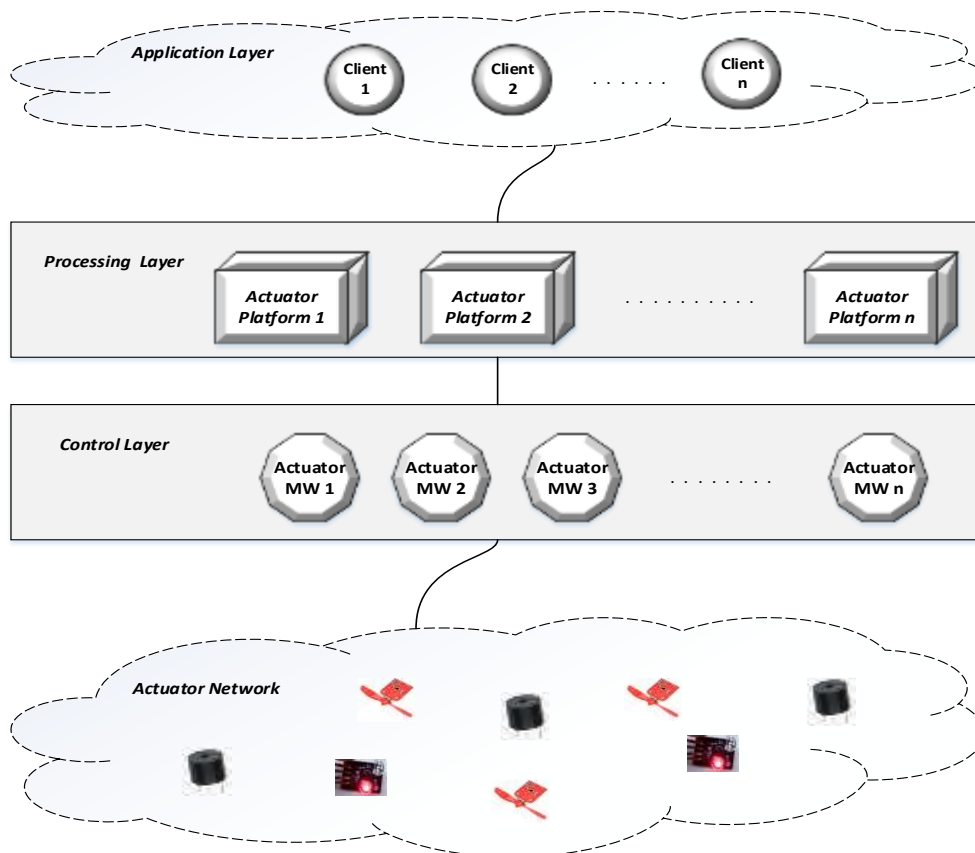 Application Layer
Client
1
Client
2
. . . . . .
Client
n
Processing Layer
Actuator
Platform 1
Actuator
Platform 2
. . . . . . . . . .
Actuator
Platform n
Control Layer
Actuator
MW 1
Actuator
MW 2
Actuator
MW 3
. . . . . . . .
Actuator
MW n
Actuator Network